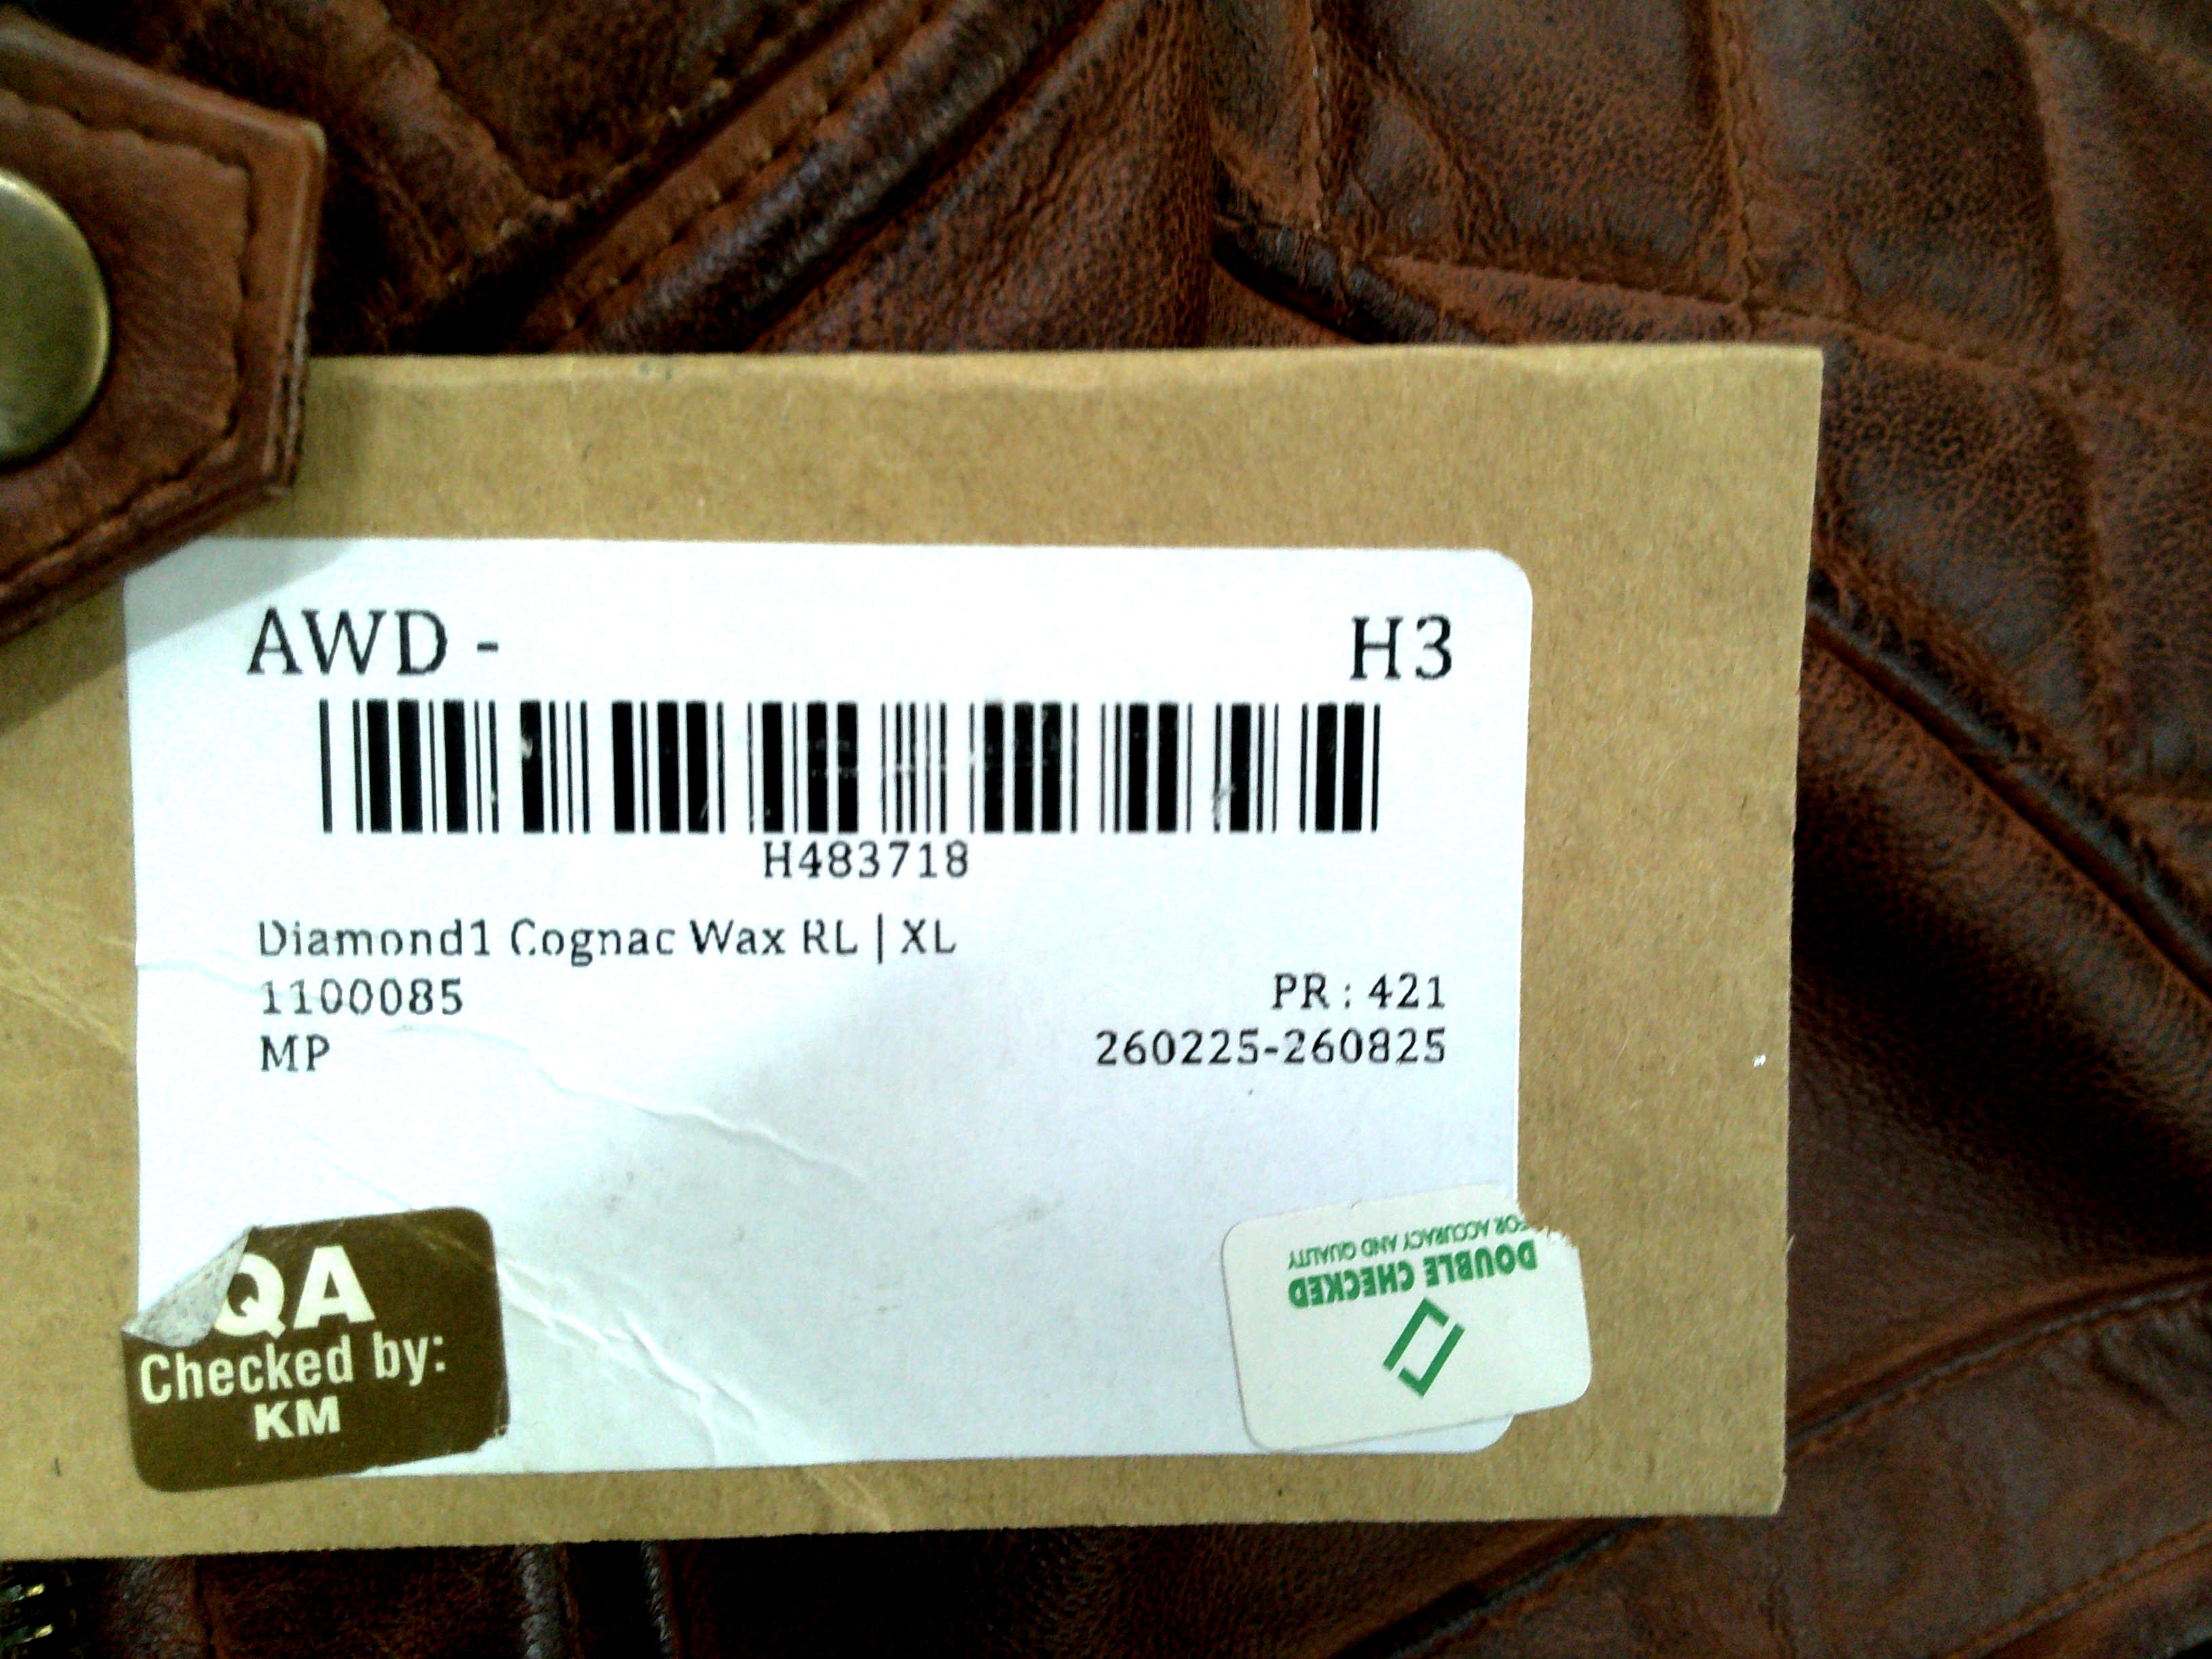 AWD - H3
H483718
Diamond1 Cognac Wax RL | XL
1100085 PR : 421
MP 260225-260825
QA
Checked by:
KM
DOUBLE CHECKED
FOR ACCURACY AND QUALITY